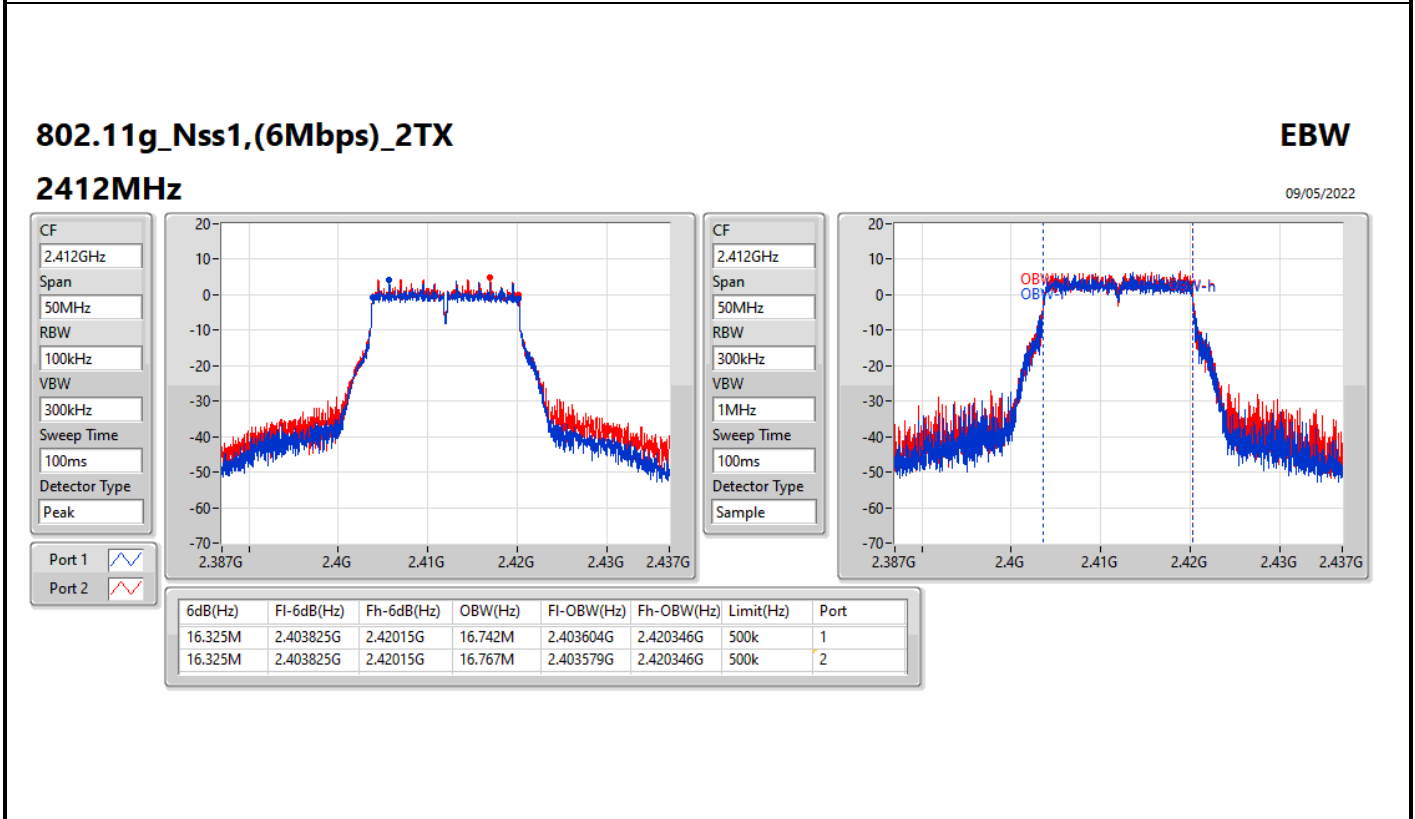 802.11g_Nss1,(6Mbps)_2TX EBW
2412MHz 09/05/2022
CF
2.412GHz
Span
50MHz
RBW
100kHz
VBW
300kHz
Sweep Time
100ms
Detector Type
Peak
Port 1
Port 2
20
10
0
-10
-20
-30
-40
-50
-60
-70
2.387G 2.4G 2.41G 2.42G 2.43G 2.437G
CF
2.412GHz
Span
50MHz
RBW
300kHz
VBW
1MHz
Sweep Time
100ms
Detector Type
Sample
20
10
0
-10
-20
-30
-40
-50
-60
-70
2.387G 2.4G 2.41G 2.42G 2.43G 2.437G
6dB(Hz) Fl-6dB(Hz) Fh-6dB(Hz) OBW(Hz) Fl-OBW(Hz) Fh-OBW(Hz) Limit(Hz) Port
16.325M 2.403825G 2.42015G 16.742M 2.403604G 2.420346G 500k 1
16.325M 2.403825G 2.42015G 16.767M 2.403579G 2.420346G 500k 2